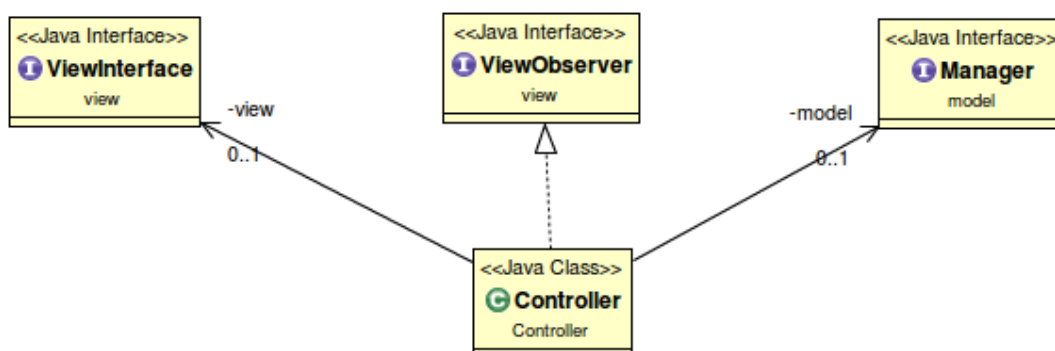 <<Java Interface>>
I ViewInterface
view
<<Java Interface>>
I ViewObserver
view
<<Java Interface>>
I Manager
model
-view
0..1
-model
0..1
<<Java Class>>
C Controller
Controller